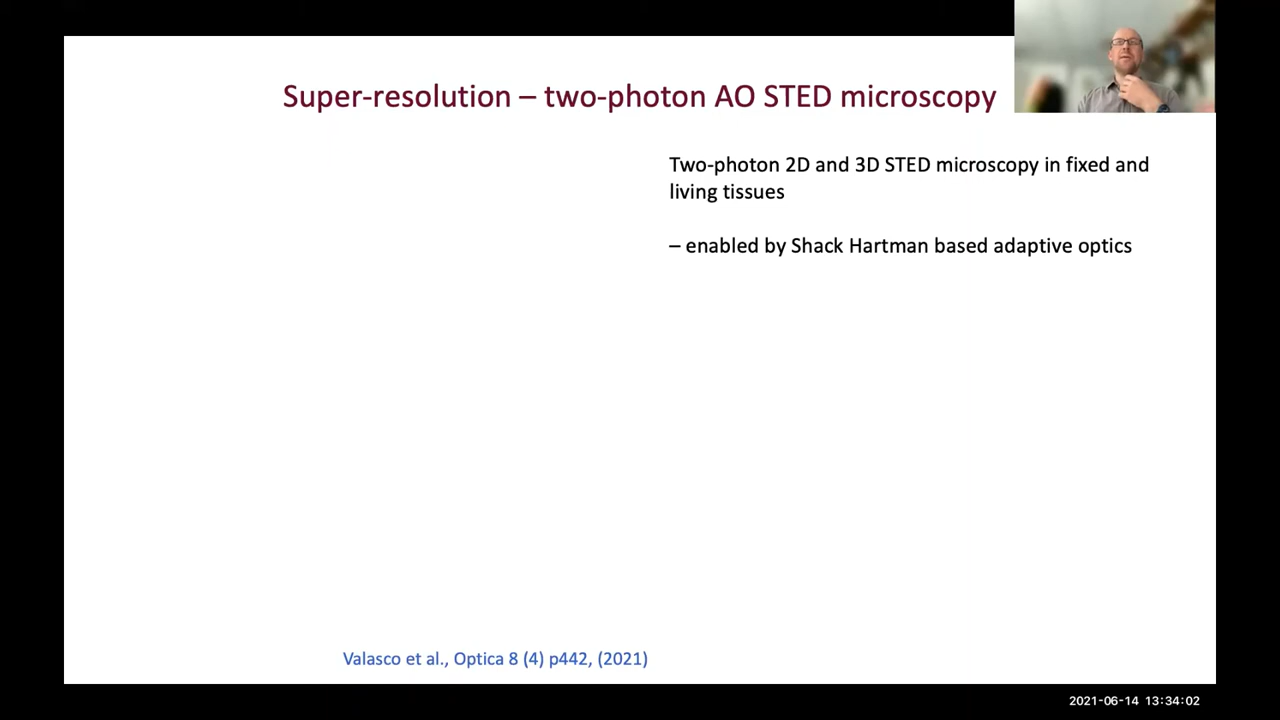 Super-resolution – two-photon AO STED microscopy
Two-photon 2D and 3D STED microscopy in fixed and
living tissues
– enabled by Shack Hartman based adaptive optics
Valasco et al., Optica 8 (4) p442, (2021)
2021-06-14 13:34:02